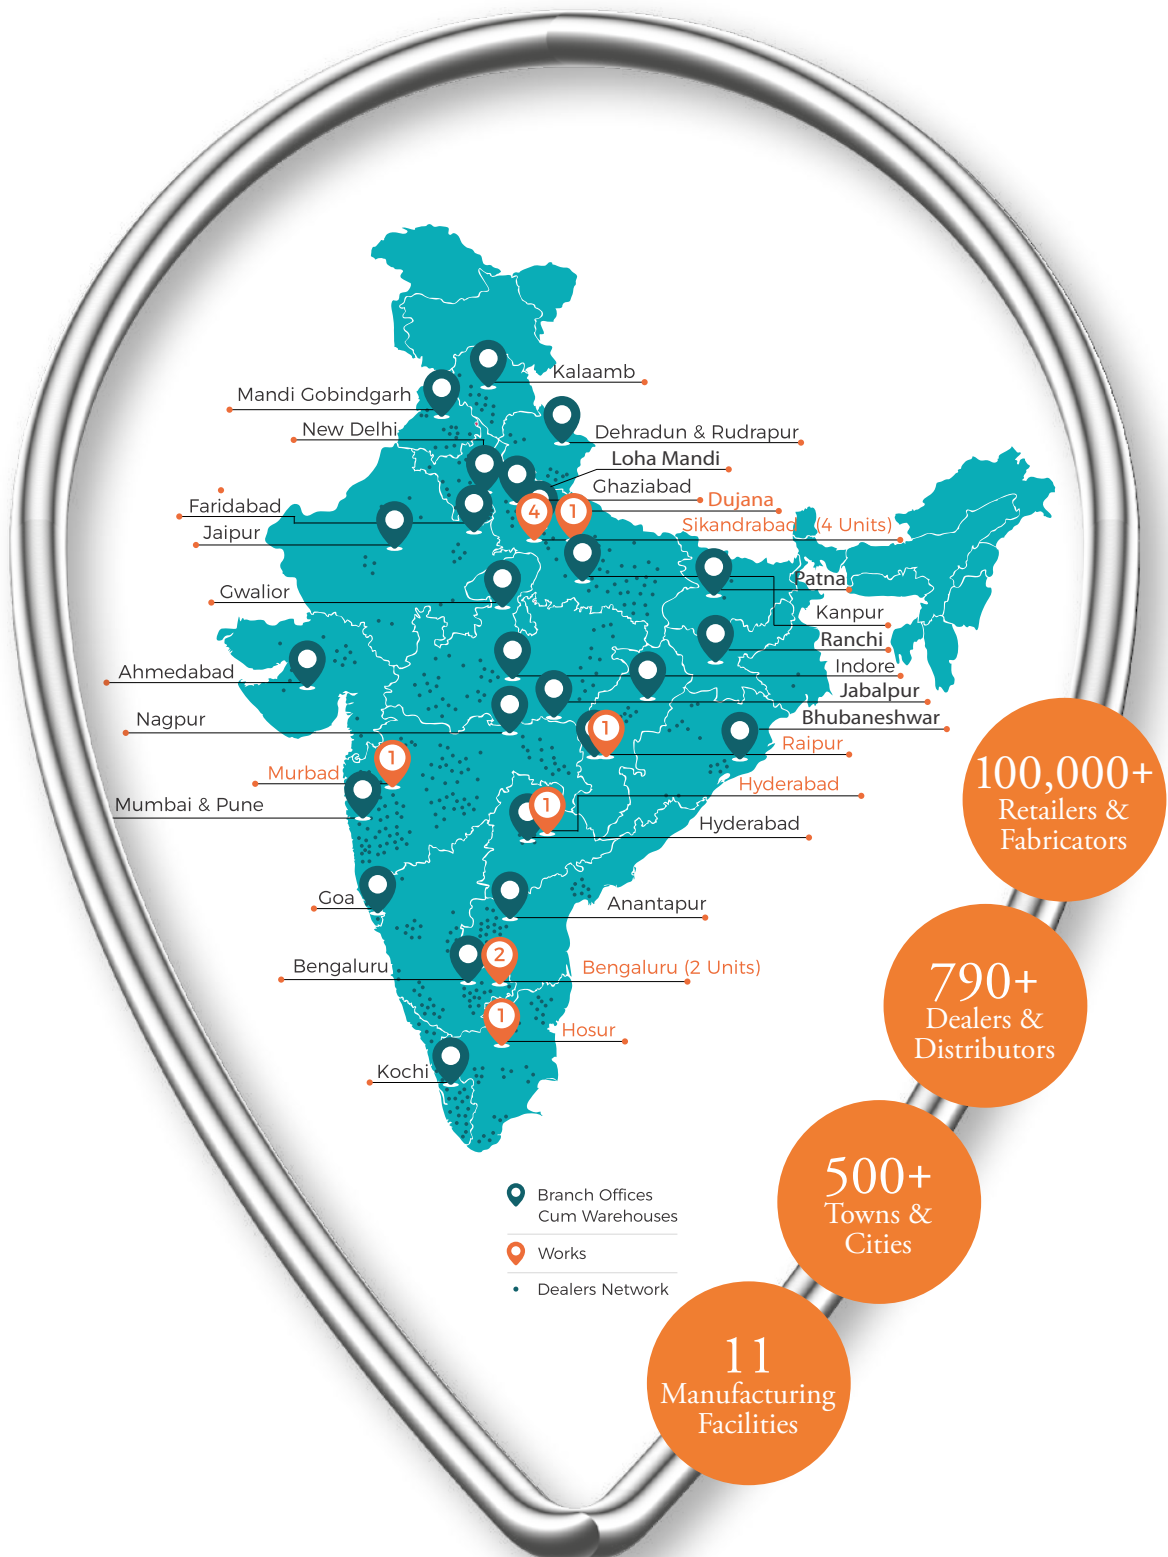 Kalaamb
Mandi Gobindgarh
New Delhi
Dehradun & Rudrapur
Loha Mandi
Ghaziabad
Dujana
Faridabad
4
1
Sikandrabad (4 Units)
Jaipur
Patna
Gwalior
Kanpur
Ranchi
Indore
Ahmedabad
Jabalpur
Nagpur
Bhubaneshwar
1
Raipur
1
Murbad
Hyderabad
Mumbai & Pune
1
Hyderabad
Goa
Anantapur
Bengaluru
2
Bengaluru (2 Units)
1
Hosur
Kochi
100,000+
Retailers &
Fabricators
790+
Dealers &
Distributors
500+
Towns &
Cities
11
Manufacturing
Facilities
Branch Offices
Cum Warehouses
Works
Dealers Network